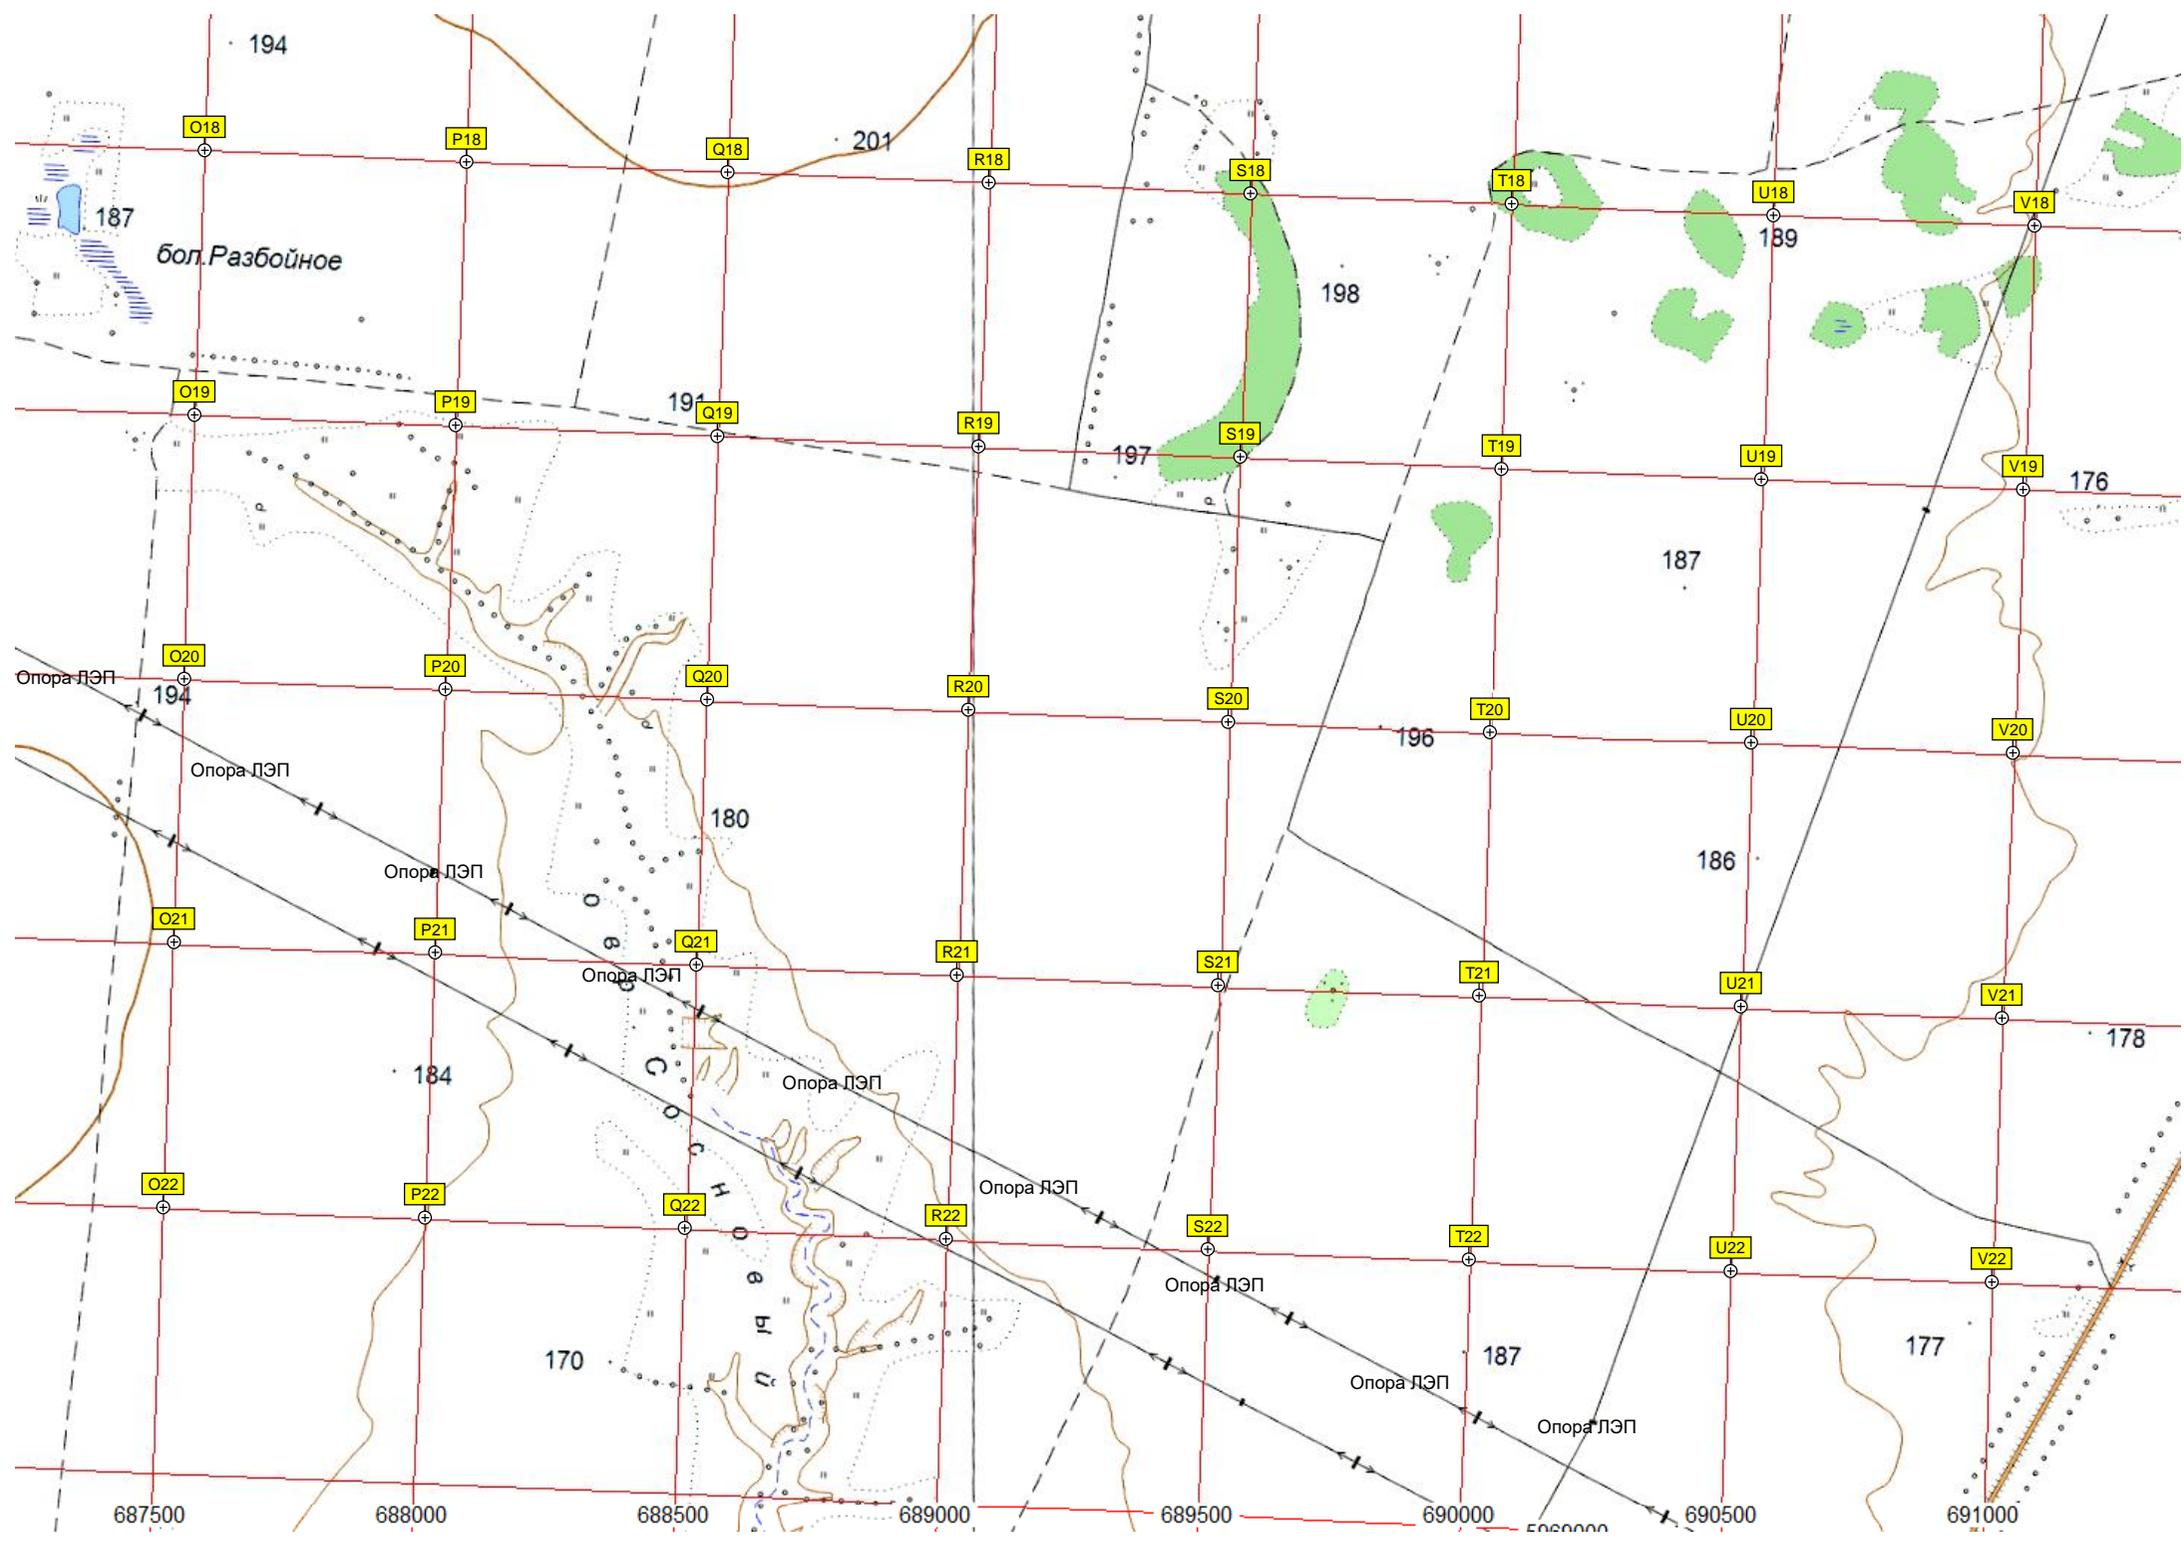 194
O18
P18
Q18
201
R18
S18
T18
U18
V18
187
189
бол.Разбойное
198
O19
P19
191
Q19
R19
S19
197
T19
U19
V19
176
187
O20
P20
Q20
R20
S20
T20
U20
V20
Опора ЛЭП
194
196
Опора ЛЭП
180
186
Опора ЛЭП
O21
P21
Q21
R21
S21
T21
U21
V21
Опора ЛЭП
овр
Сосновый
178
184
Опора ЛЭП
O22
P22
Q22
R22
S22
T22
U22
V22
Опора ЛЭП
Опора ЛЭП
170
187
177
Опора ЛЭП
Опора ЛЭП
687500
688000
688500
689000
689500
690000
690500
691000